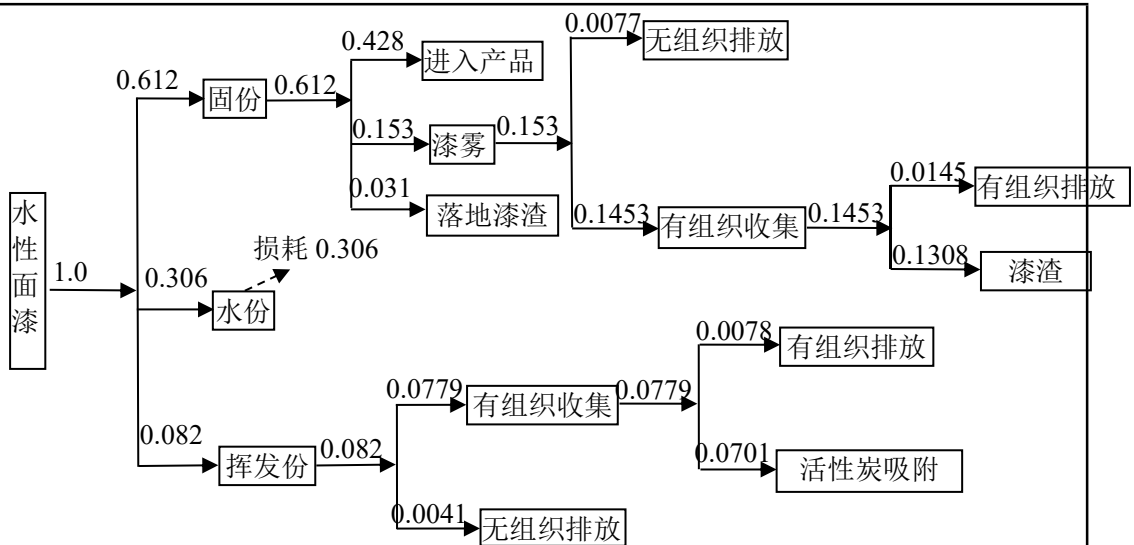 0.0077
无组织排放
0.428
进入产品
0.612
固份
0.612
0.153
漆雾
0.153
0.031
落地漆渣
0.1453
有组织收集
0.1453
0.0145
有组织排放
0.1308
漆渣
水性面漆
1.0
0.306
损耗 0.306
水份
0.0078
有组织排放
0.0779
有组织收集
0.0779
0.0701
活性炭吸附
0.082
挥发份
0.082
0.0041
无组织排放